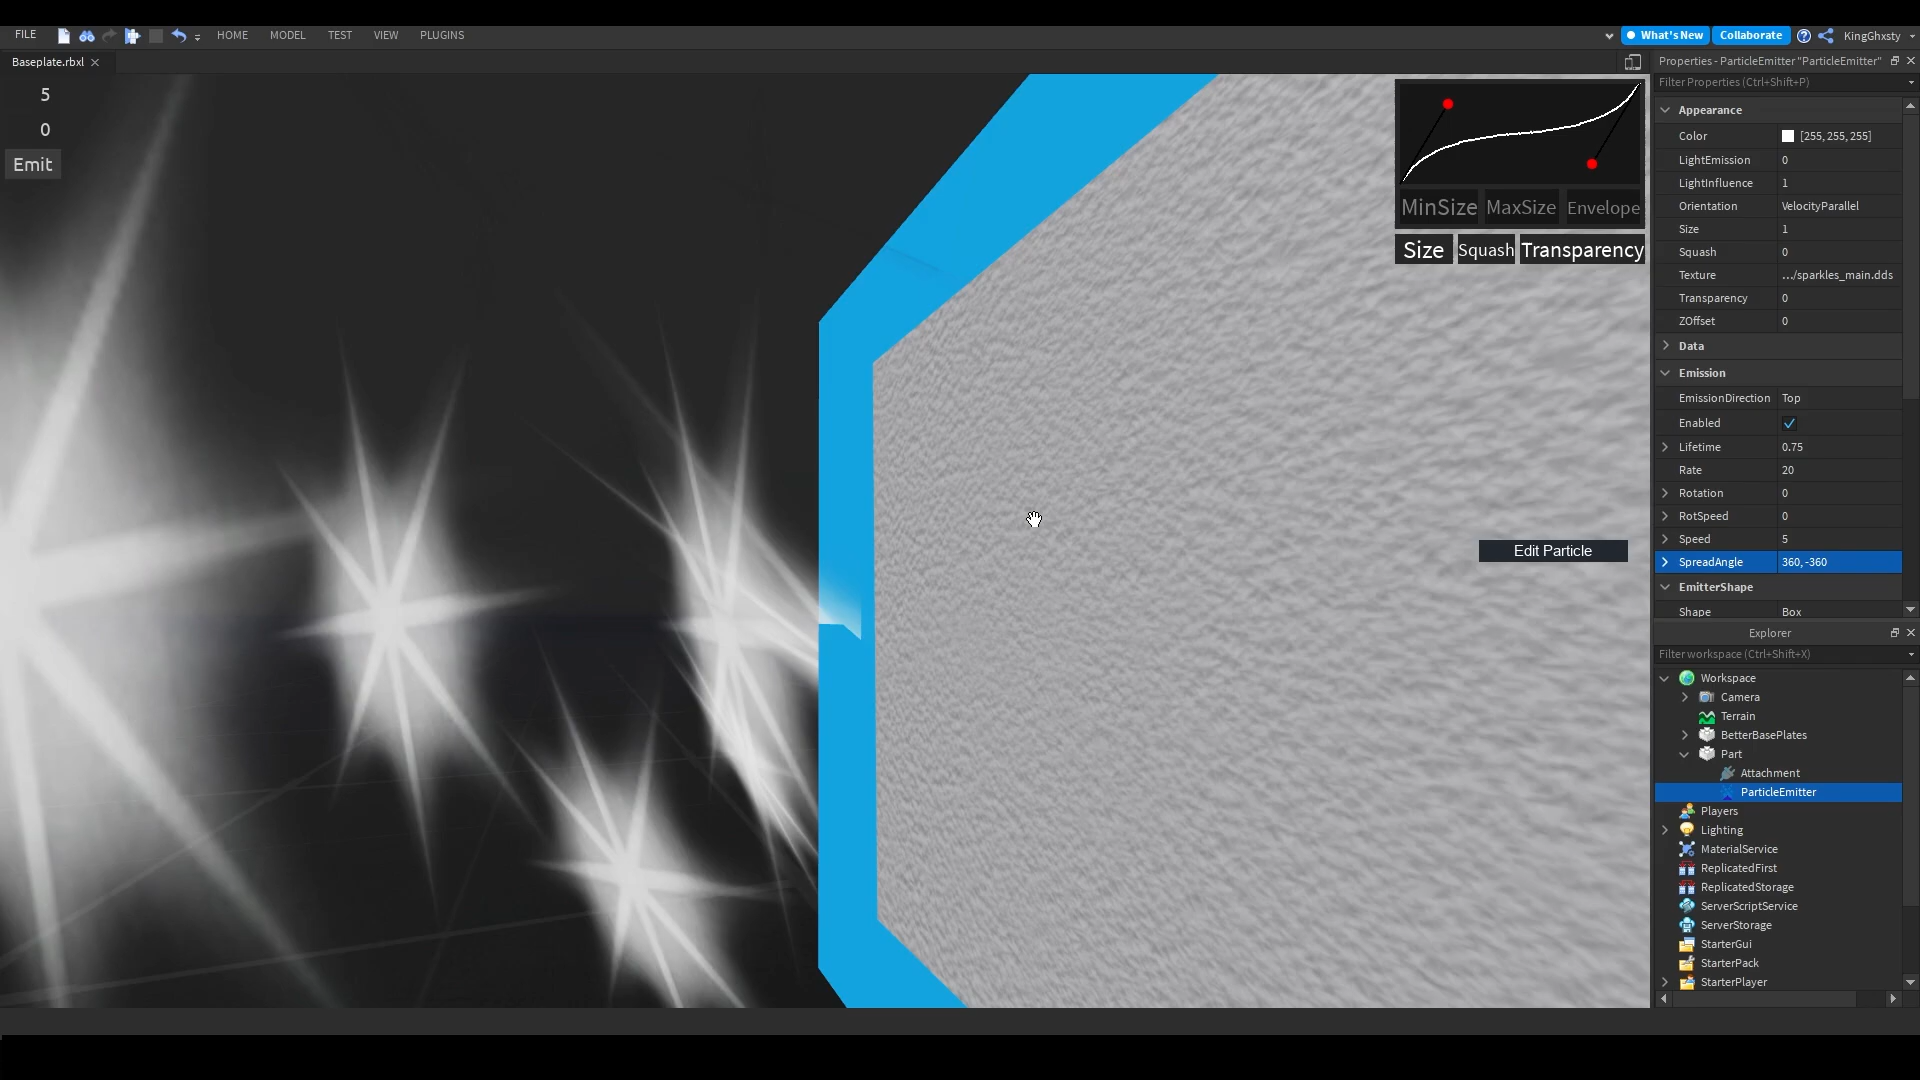 FILE HOME MODEL TEST VIEW PLUGINS What's New Collaborate KingGhxsty
Baseplate.rbxl
5
0
Emit
MinSize MaxSize Envelope
Size Squash Transparency
Edit Particle
Properties - ParticleEmitter "ParticleEmitter"
Filter Properties (Ctrl+Shift+P)
Appearance
Color [255, 255, 255]
LightEmission 0
LightInfluence 1
Orientation VelocityParallel
Size 1
Squash 0
Texture .../sparkles_main.dds
Transparency 0
ZOffset 0
Data
Emission
EmissionDirection Top
Enabled
Lifetime 0.75
Rate 20
Rotation 0
RotSpeed 0
Speed 5
SpreadAngle 360, -360
EmitterShape
Shape Box
Explorer
Filter workspace (Ctrl+Shift+X)
Workspace
Camera
Terrain
BetterBasePlates
Part
Attachment
ParticleEmitter
Players
Lighting
MaterialService
ReplicatedFirst
ReplicatedStorage
ServerScriptService
ServerStorage
StarterGui
StarterPack
StarterPlayer